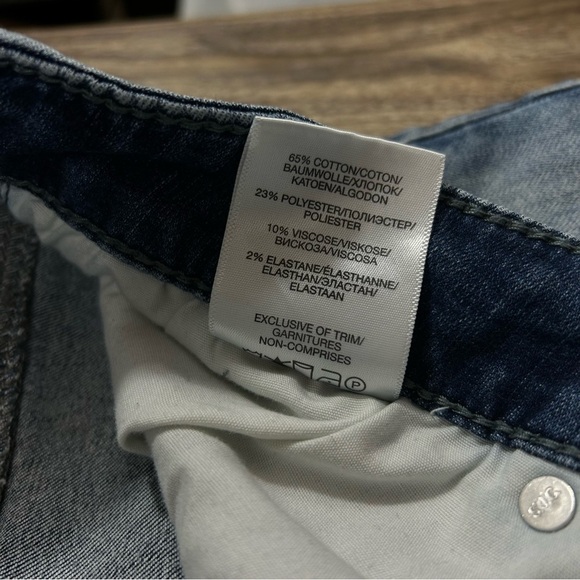 65% COTTON/COTON/
BAUMWOLLE/ХЛОПОК/
KATOEN/ALGODON
23% POLYESTER/ПОЛИЭСТЕР/
POLIESTER
10% VISCOSE/VISKOSE/
ВИСКОЗА/VISCOSA
2% ELASTANE/ÉLASTHANNE/
ELASTHAN/ЭЛАСТАН/
ELASTAAN
EXCLUSIVE OF TRIM/
GARNITURES
NON-COMPRISES
P